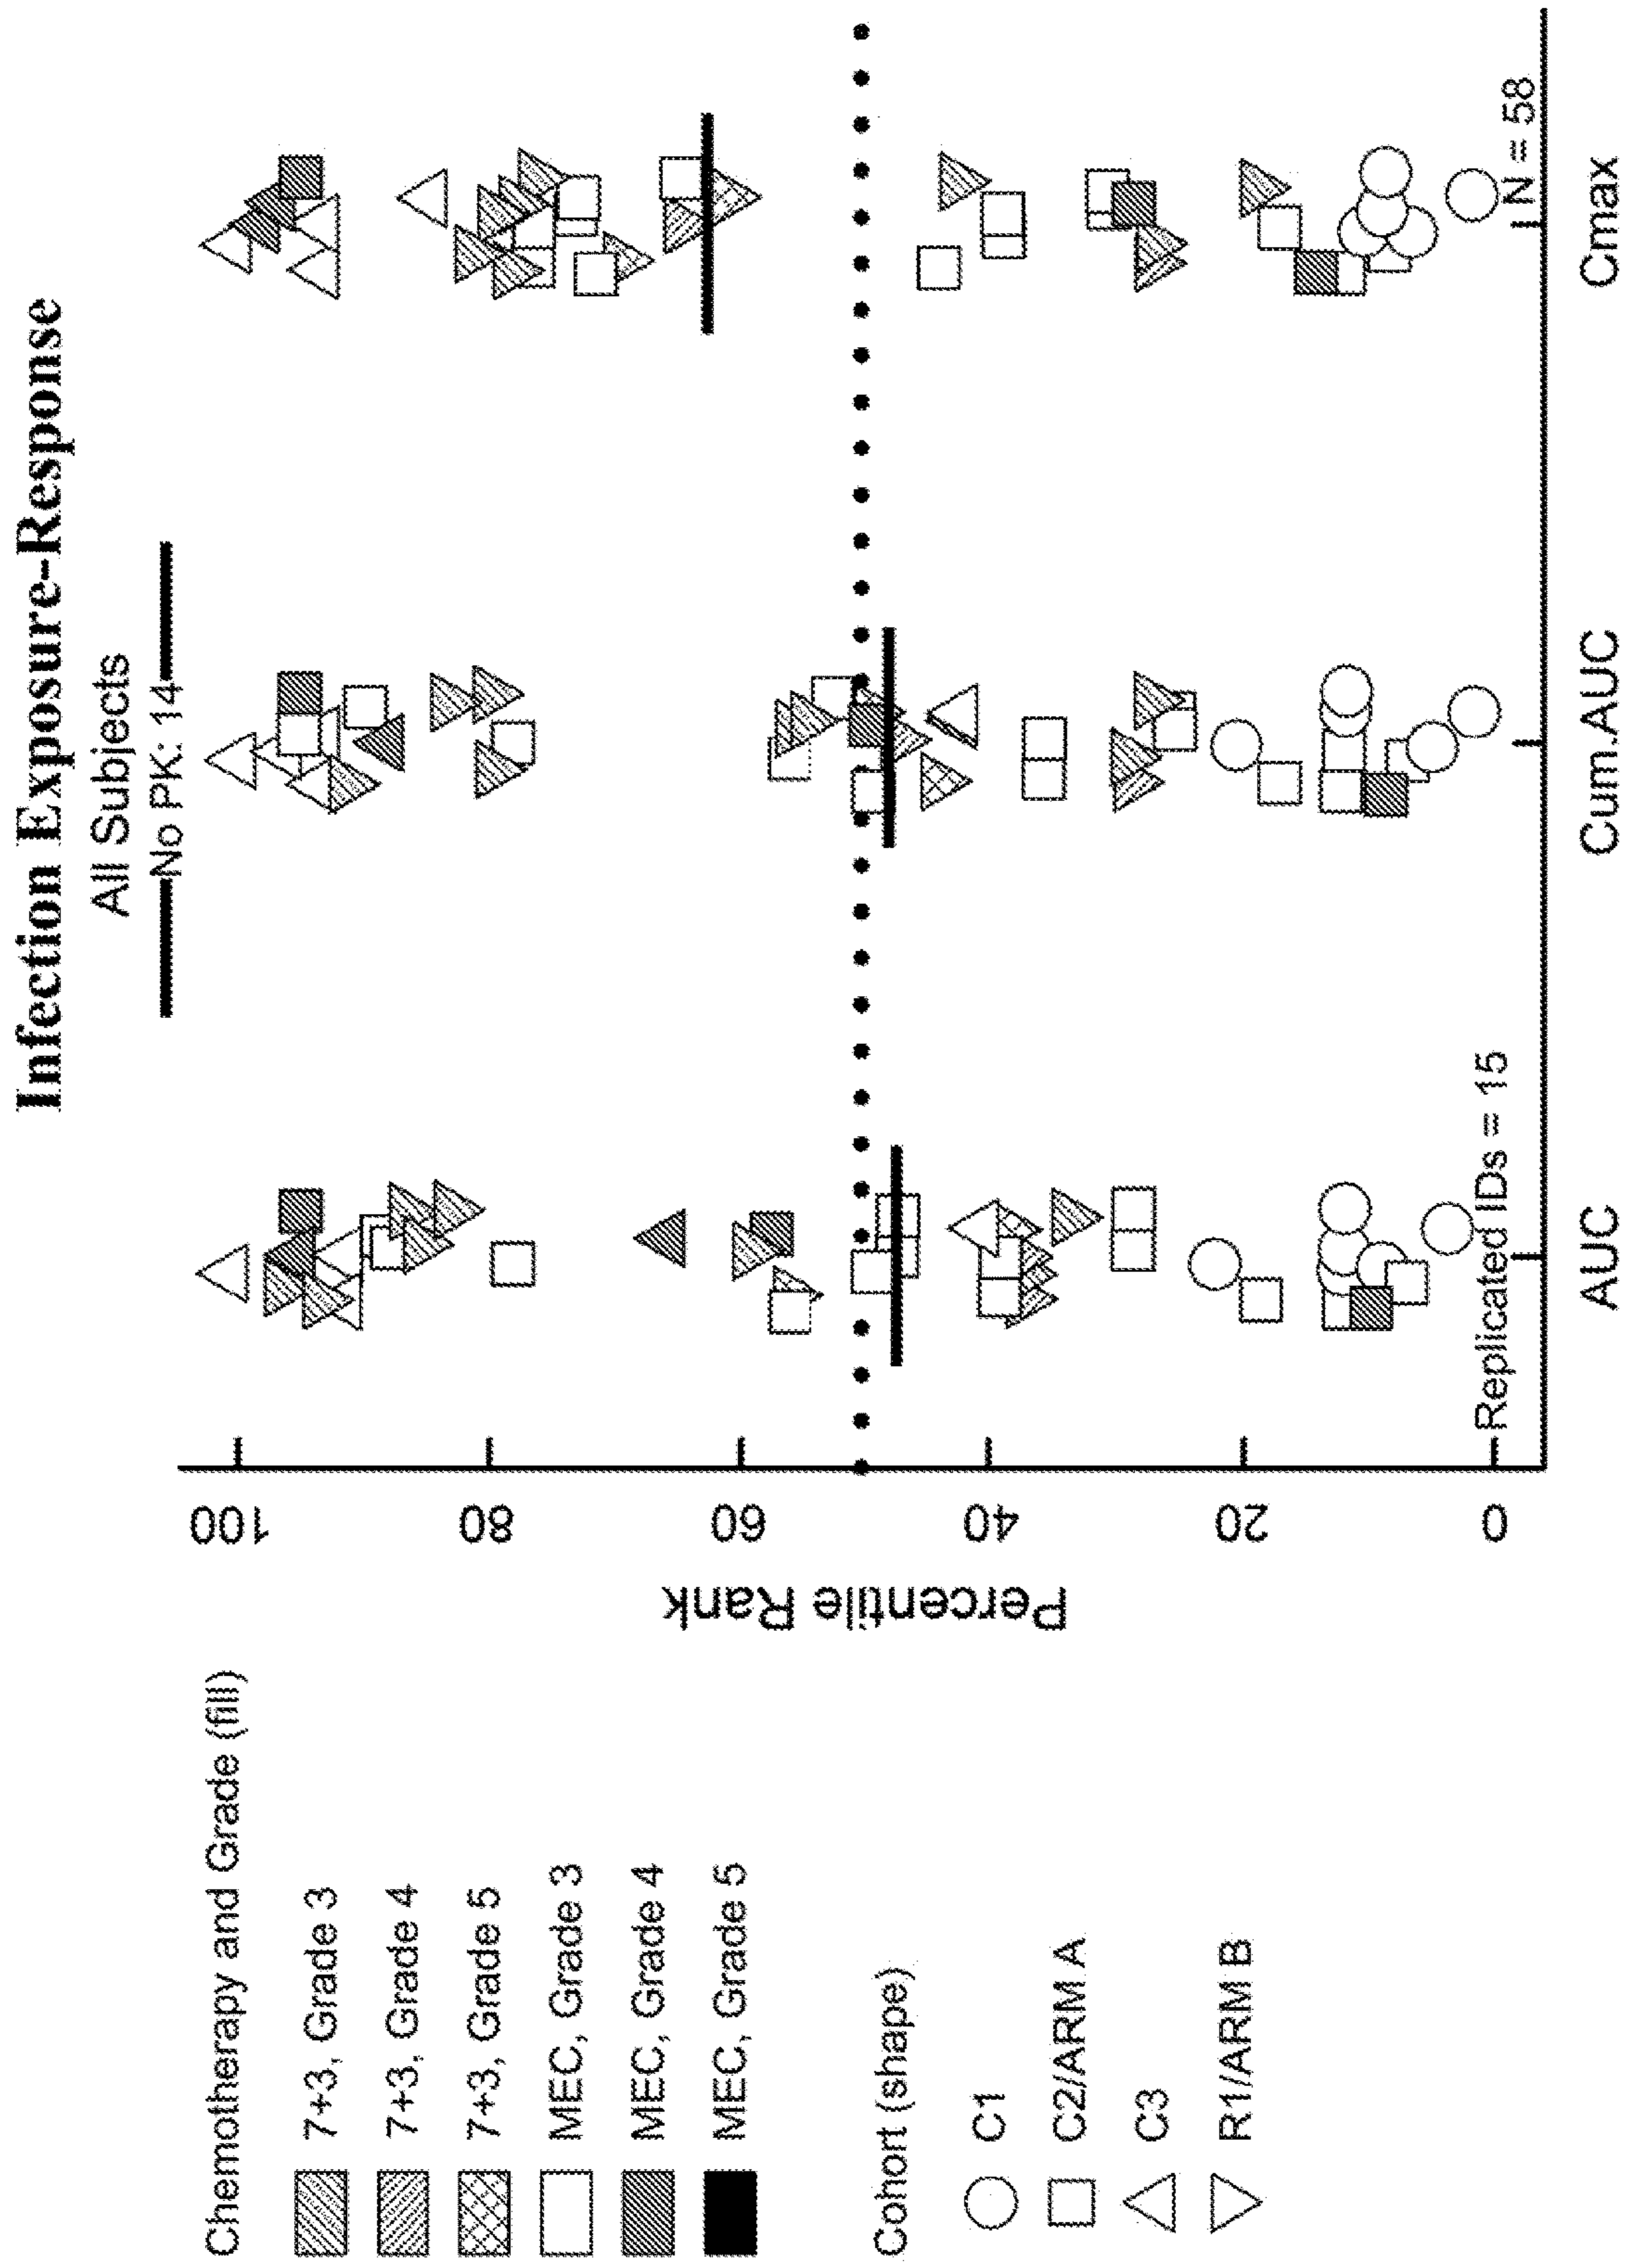 Infection Exposure-Response
All Subjects
No PK: 14
Chemotherapy and Grade (fill)
7+3, Grade 3
7+3, Grade 4
7+3, Grade 5
MEC, Grade 3
MEC, Grade 4
MEC, Grade 5
Cohort (shape)
C1
C2/ARM A
C3
R1/ARM B
Percentile Rank
100
80
60
40
20
0
Replicated IDs = 15
N = 58
AUC
Cum.AUC
Cmax